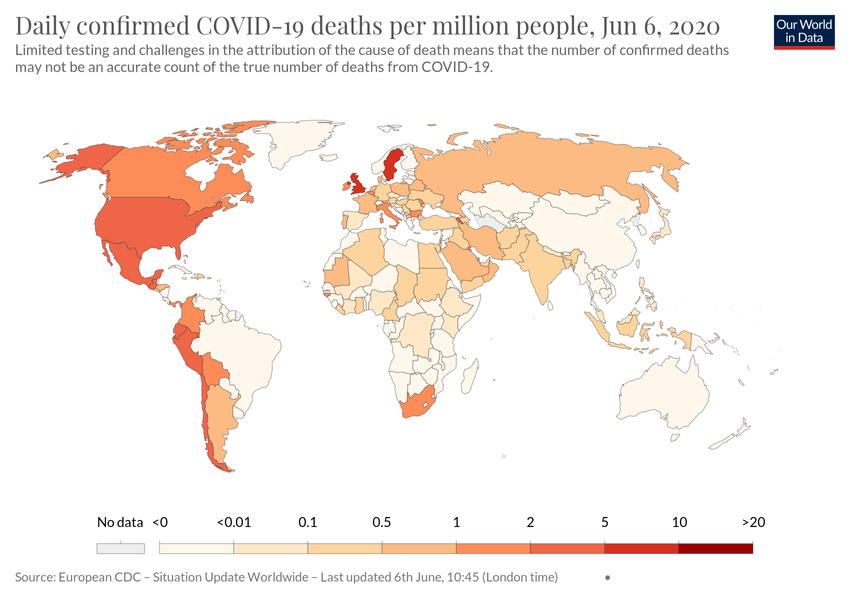 Daily confirmed COVID-19 deaths per million people, Jun 6, 2020
Our World
in Data
Limited testing and challenges in the attribution of the cause of death means that the number of confirmed deaths
may not be an accurate count of the true number of deaths from COVID-19.
No data <0 <0.01 0.1 0.5 1 2 5 10 >20
Source: European CDC – Situation Update Worldwide – Last updated 6th June, 10:45 (London time) •